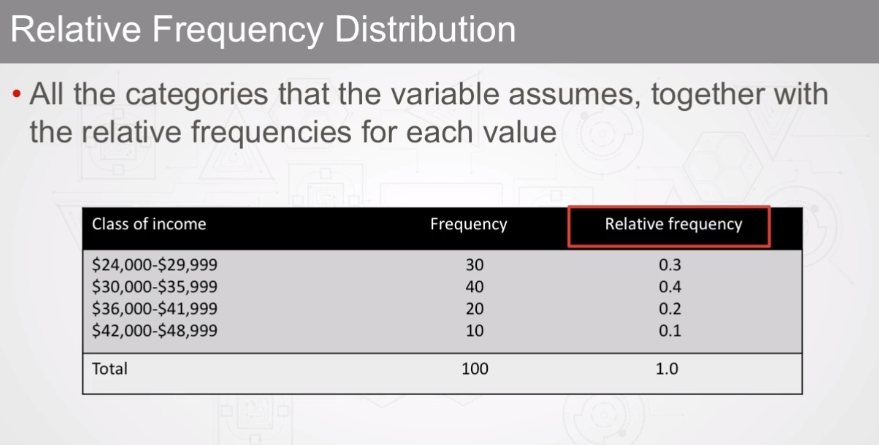 Relative Frequency Distribution
• All the categories that the variable assumes, together with
the relative frequencies for each value
Class of income Frequency Relative frequency
$24,000-$29,999 30 0.3
$30,000-$35,999 40 0.4
$36,000-$41,999 20 0.2
$42,000-$48,999 10 0.1
Total 100 1.0